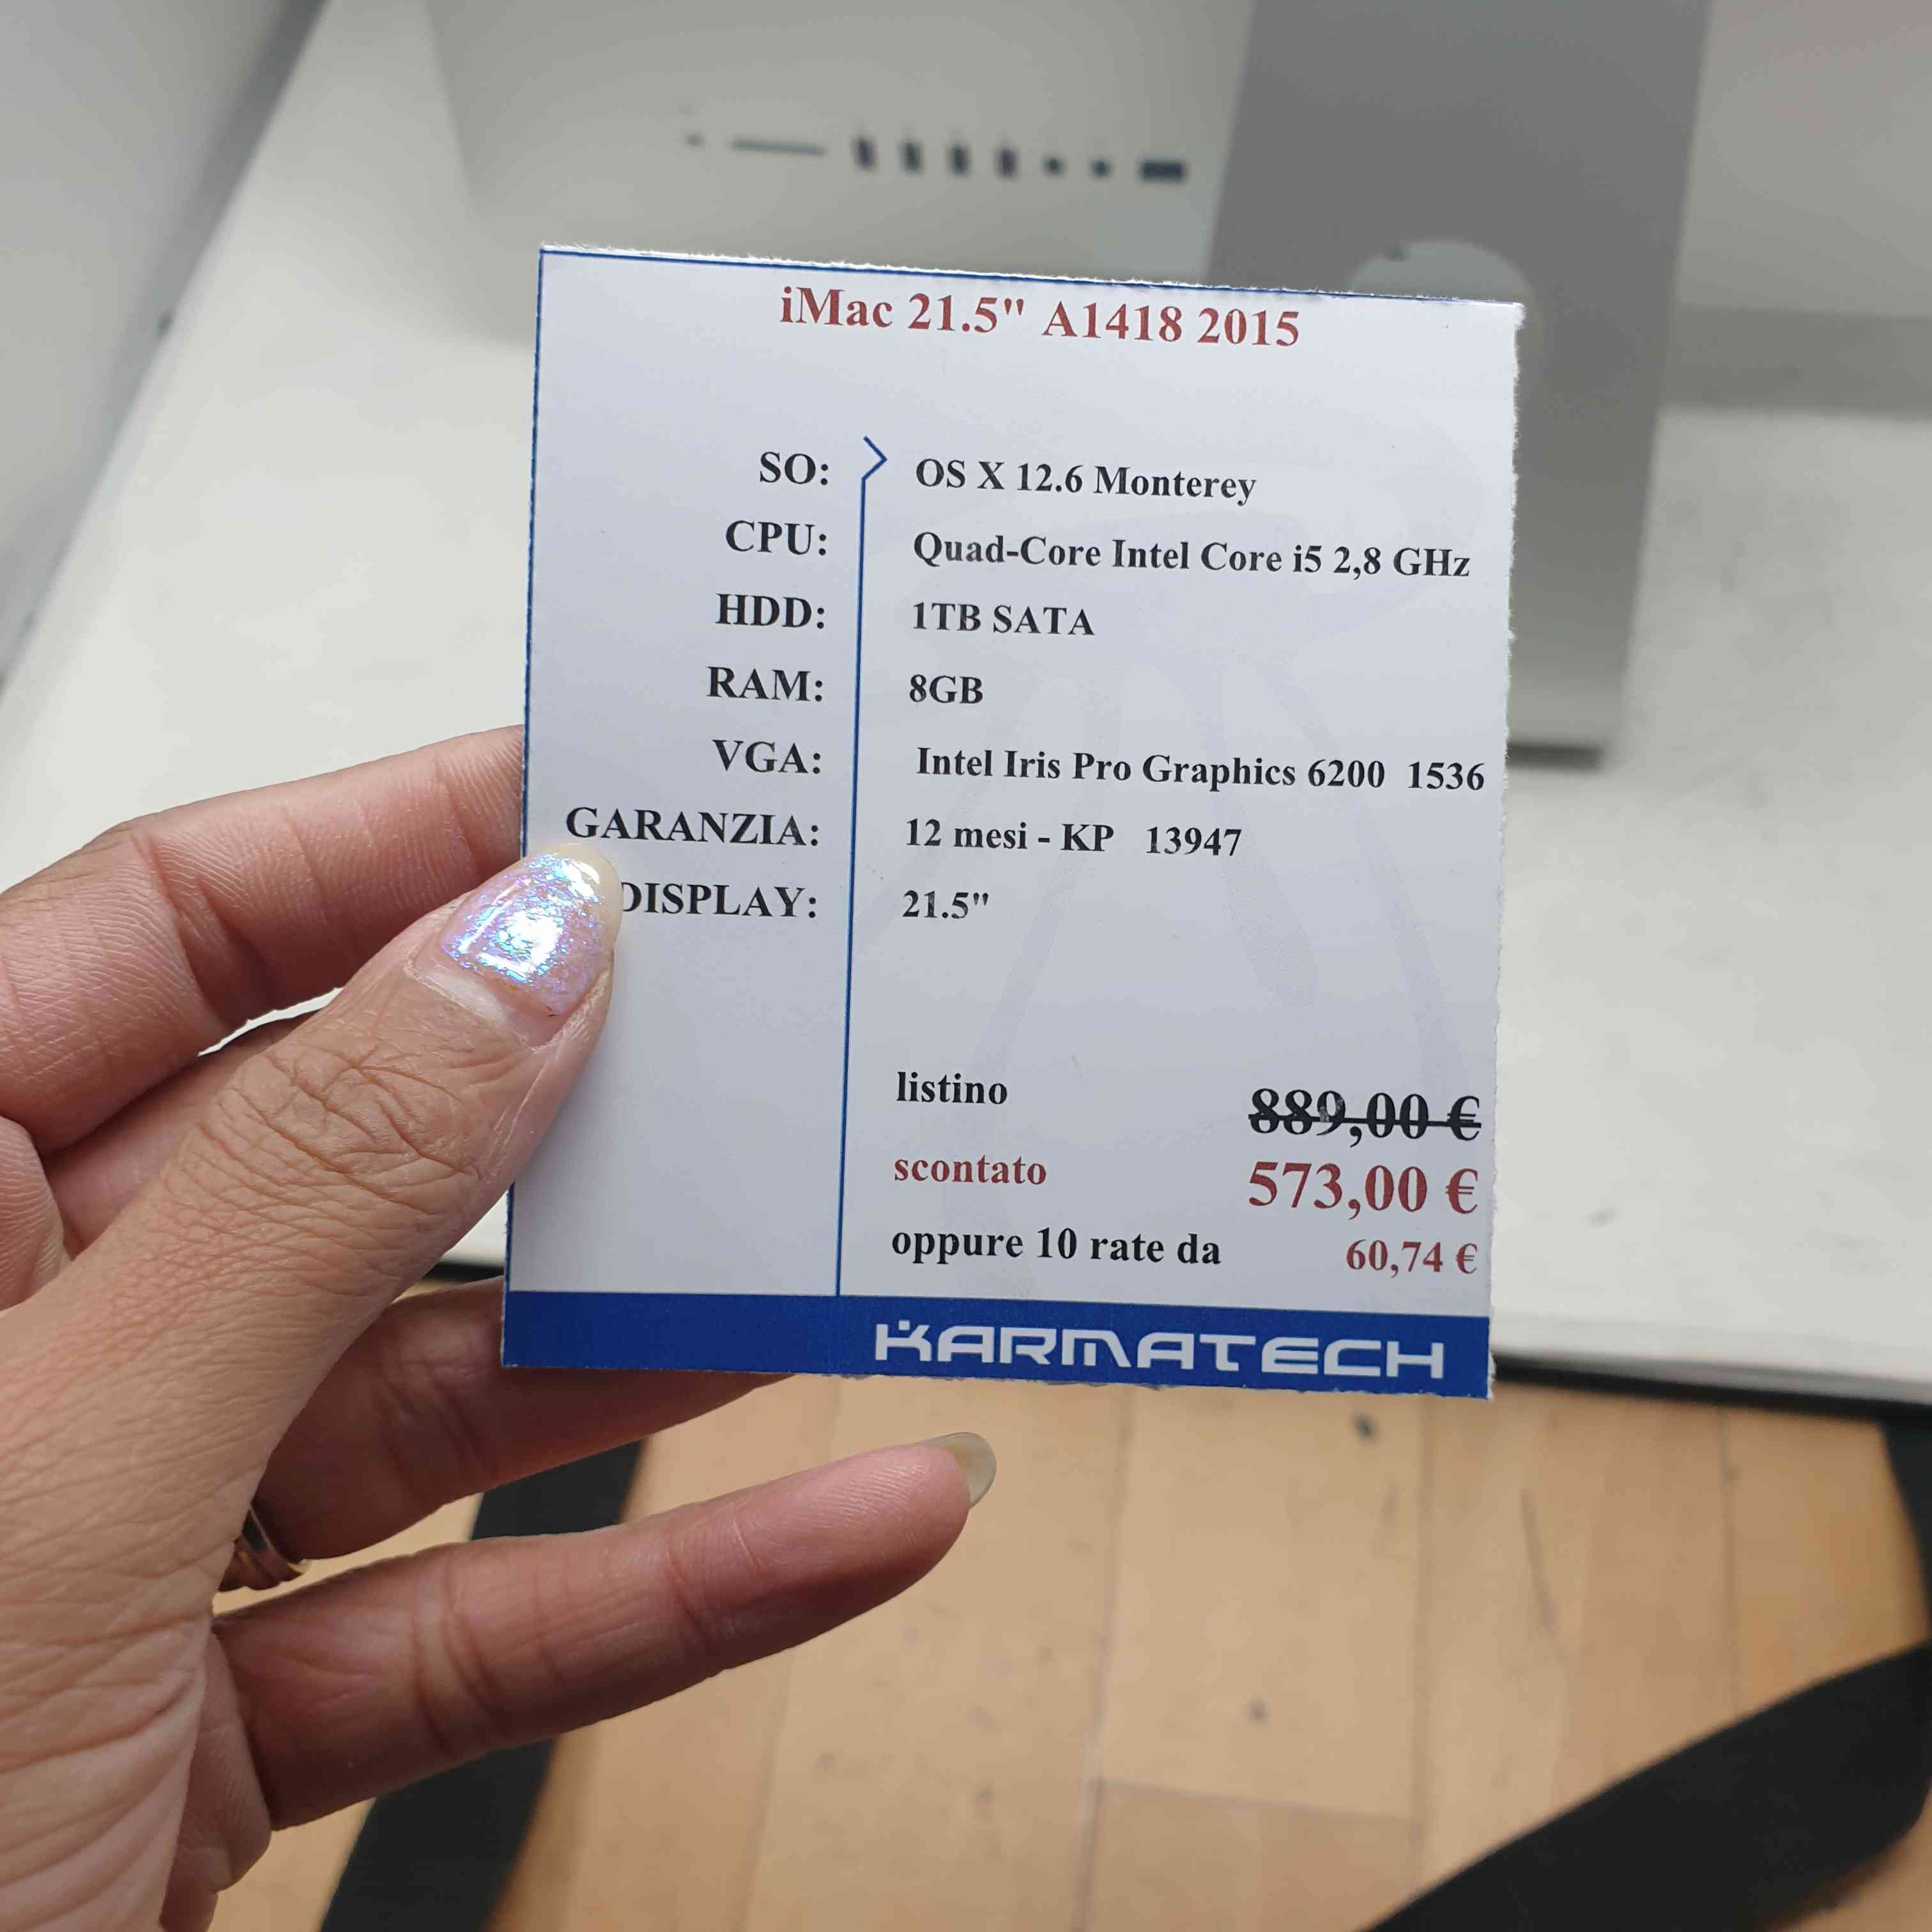 iMac 21.5" A1418 2015
SO: OS X 12.6 Monterey
CPU: Quad-Core Intel Core i5 2,8 GHz
HDD: 1TB SATA
RAM: 8GB
VGA: Intel Iris Pro Graphics 6200 1536
GARANZIA: 12 mesi - KP 13947
DISPLAY: 21.5"
listino 889,00 €
scontato 573,00 €
oppure 10 rate da 60,74 €
KARMATECH